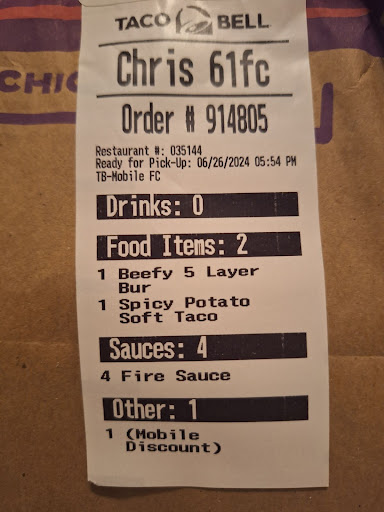 TACO BELL
CHIC
Chris 61fc
Order # 914805
Restaurant #: 035144
Ready for Pick-Up: 06/26/2024 05:54 PM
TB-Mobile FC
Drinks: 0
Food Items: 2
1 Beefy 5 Layer
Bur
1 Spicy Potato
Soft Taco
Sauces: 4
4 Fire Sauce
Other: 1
1 (Mobile
Discount)